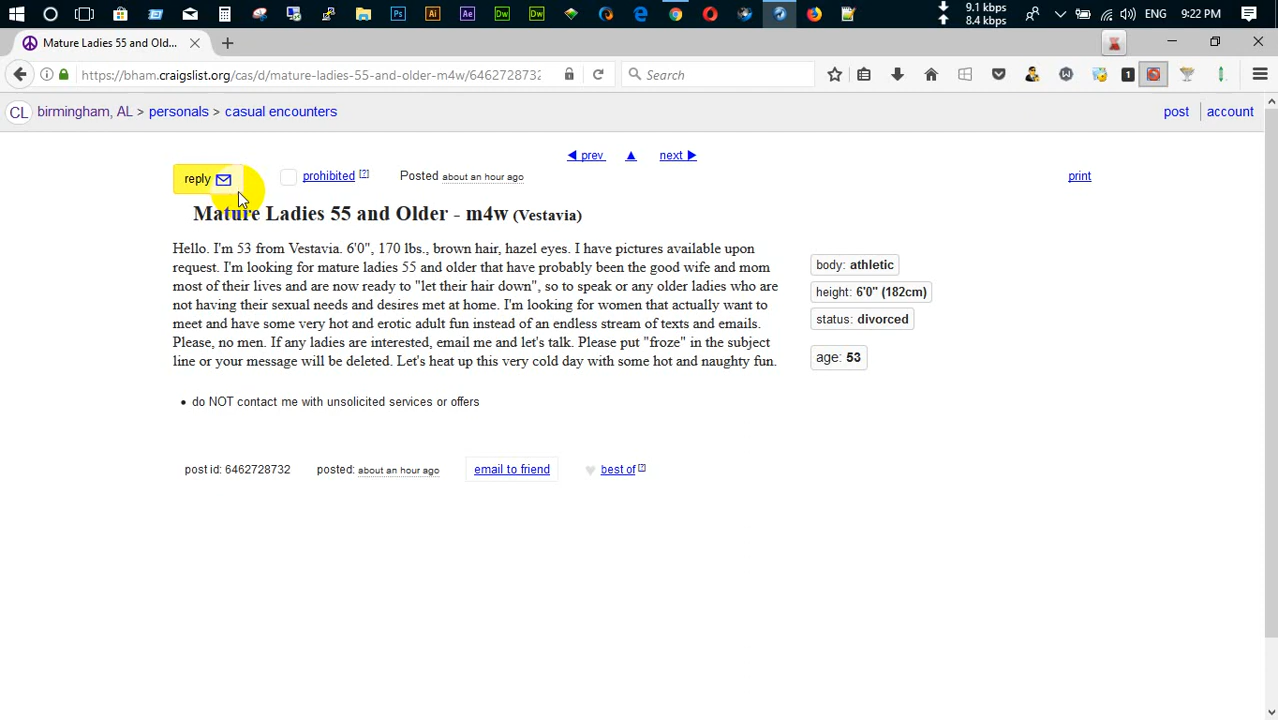 9.1 kbps
8.4 kbps
ENG
9:22 PM
Mature Ladies 55 and Olde...
https://bham.craigslist.org/cas/d/mature-ladies-55-and-older-m4w/6462728732
Search
1
CL birmingham, AL > personals > casual encounters
post account
◀ prev ▲ next ▶
reply
prohibited [?]
Posted about an hour ago
print
Mature Ladies 55 and Older - m4w (Vestavia)
Hello. I'm 53 from Vestavia. 6'0", 170 lbs., brown hair, hazel eyes. I have pictures available upon
request. I'm looking for mature ladies 55 and older that have probably been the good wife and mom
most of their lives and are now ready to "let their hair down", so to speak or any older ladies who are
not having their sexual needs and desires met at home. I'm looking for women that actually want to
meet and have some very hot and erotic adult fun instead of an endless stream of texts and emails.
Please, no men. If any ladies are interested, email me and let's talk. Please put "froze" in the subject
line or your message will be deleted. Let's heat up this very cold day with some hot and naughty fun.
body: athletic
height: 6'0" (182cm)
status: divorced
age: 53
• do NOT contact me with unsolicited services or offers
post id: 6462728732 posted: about an hour ago email to friend best of [?]